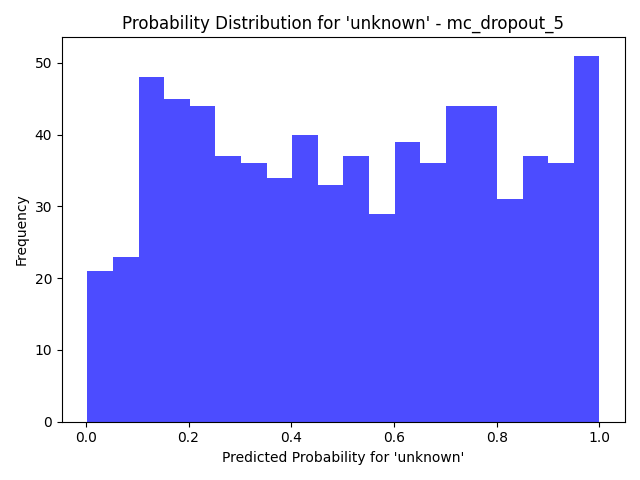 Probability Distribution for 'unknown' - mc_dropout_5
Frequency
50
40
30
20
10
0
0.0 0.2 0.4 0.6 0.8 1.0
Predicted Probability for 'unknown'